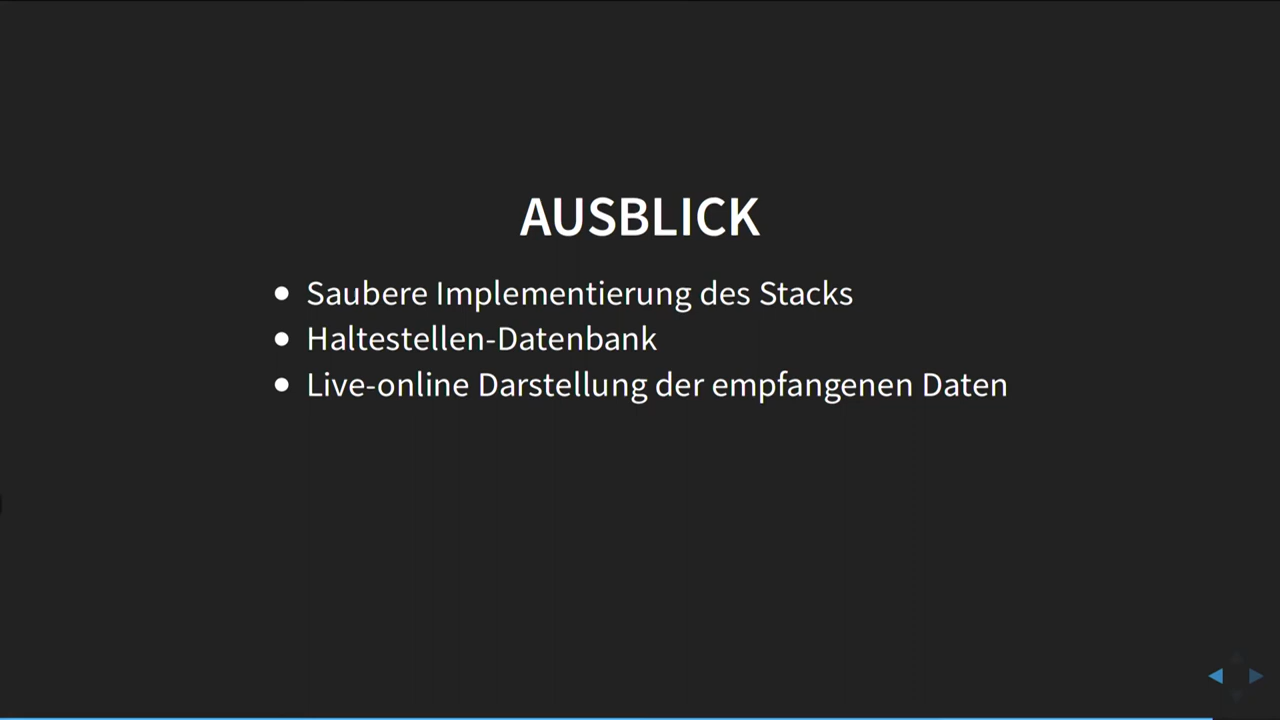 AUSBLICK
Saubere Implementierung des Stacks
Haltestellen-Datenbank
Live-online Darstellung der empfangenen Daten